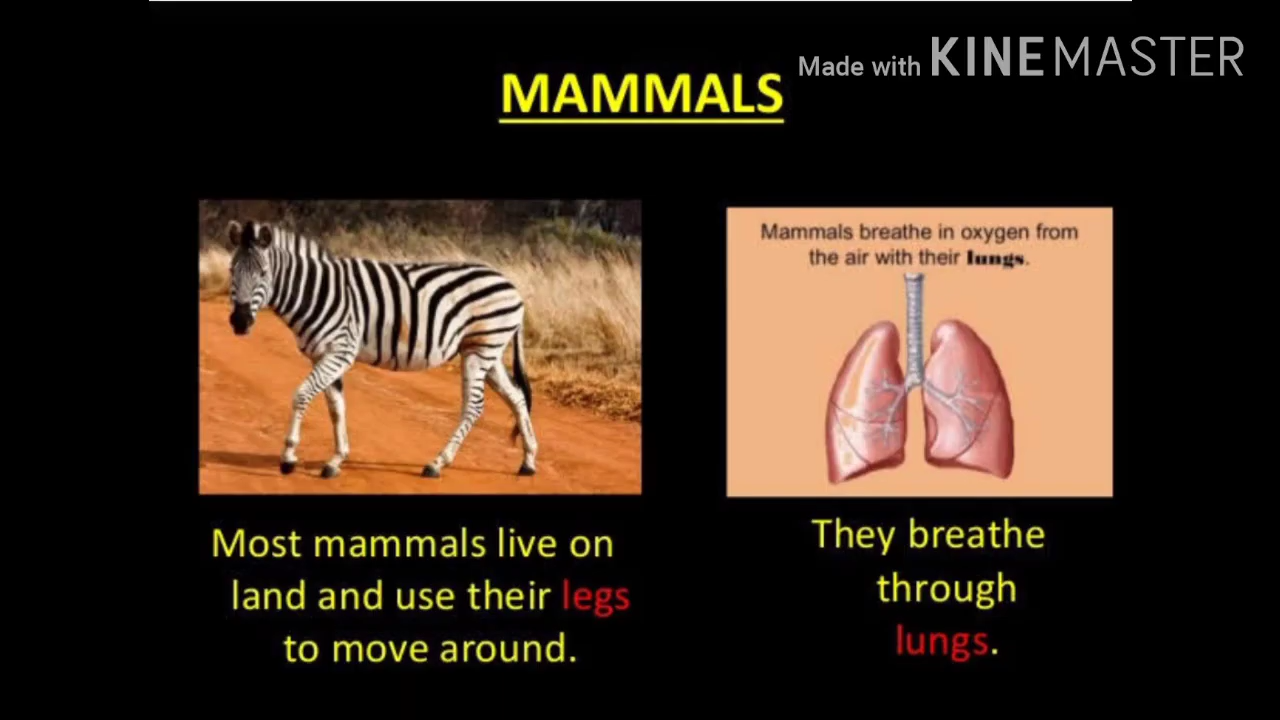 Made with KINEMASTER
MAMMALS
Mammals breathe in oxygen from
the air with their lungs.
Most mammals live on
land and use their legs
to move around.
They breathe
through
lungs.